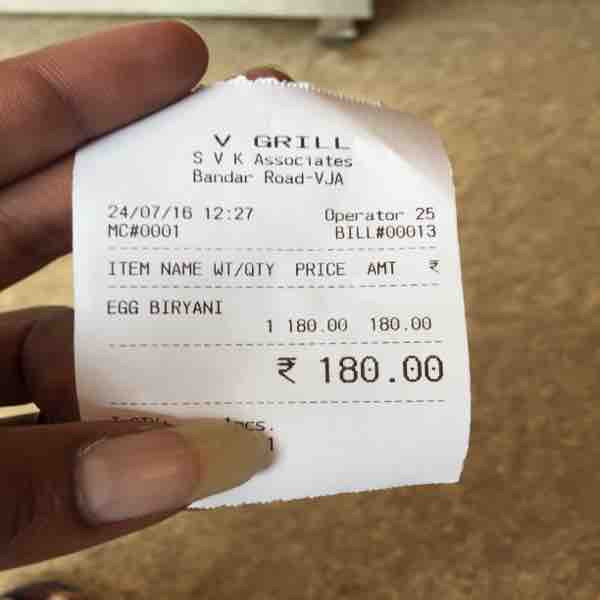 V GRILL
S V K Associates
Bandar Road-VJA
24/07/16 12:27 Operator 25
MC#0001 BILL#00013
ITEM NAME WT/QTY PRICE AMT ₹
EGG BIRYANI
1 180.00 180.00
₹ 180.00
1